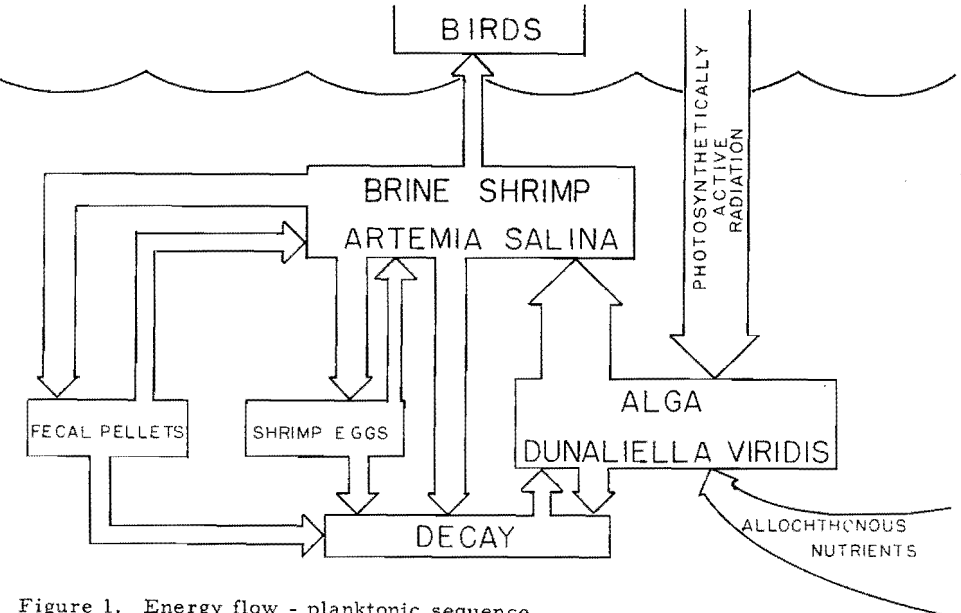 BIRDS
PHOTOSYNTHETICALLY
ACTIVE
RADIATION
BRINE SHRIMP
ARTEMIA SALINA
FECAL PELLETS
SHRIMP EGGS
ALGA
DUNALIELLA VIRIDIS
DECAY
ALLOCHTHONOUS
NUTRIENTS
Figure 1. Energy flow - planktonic sequence